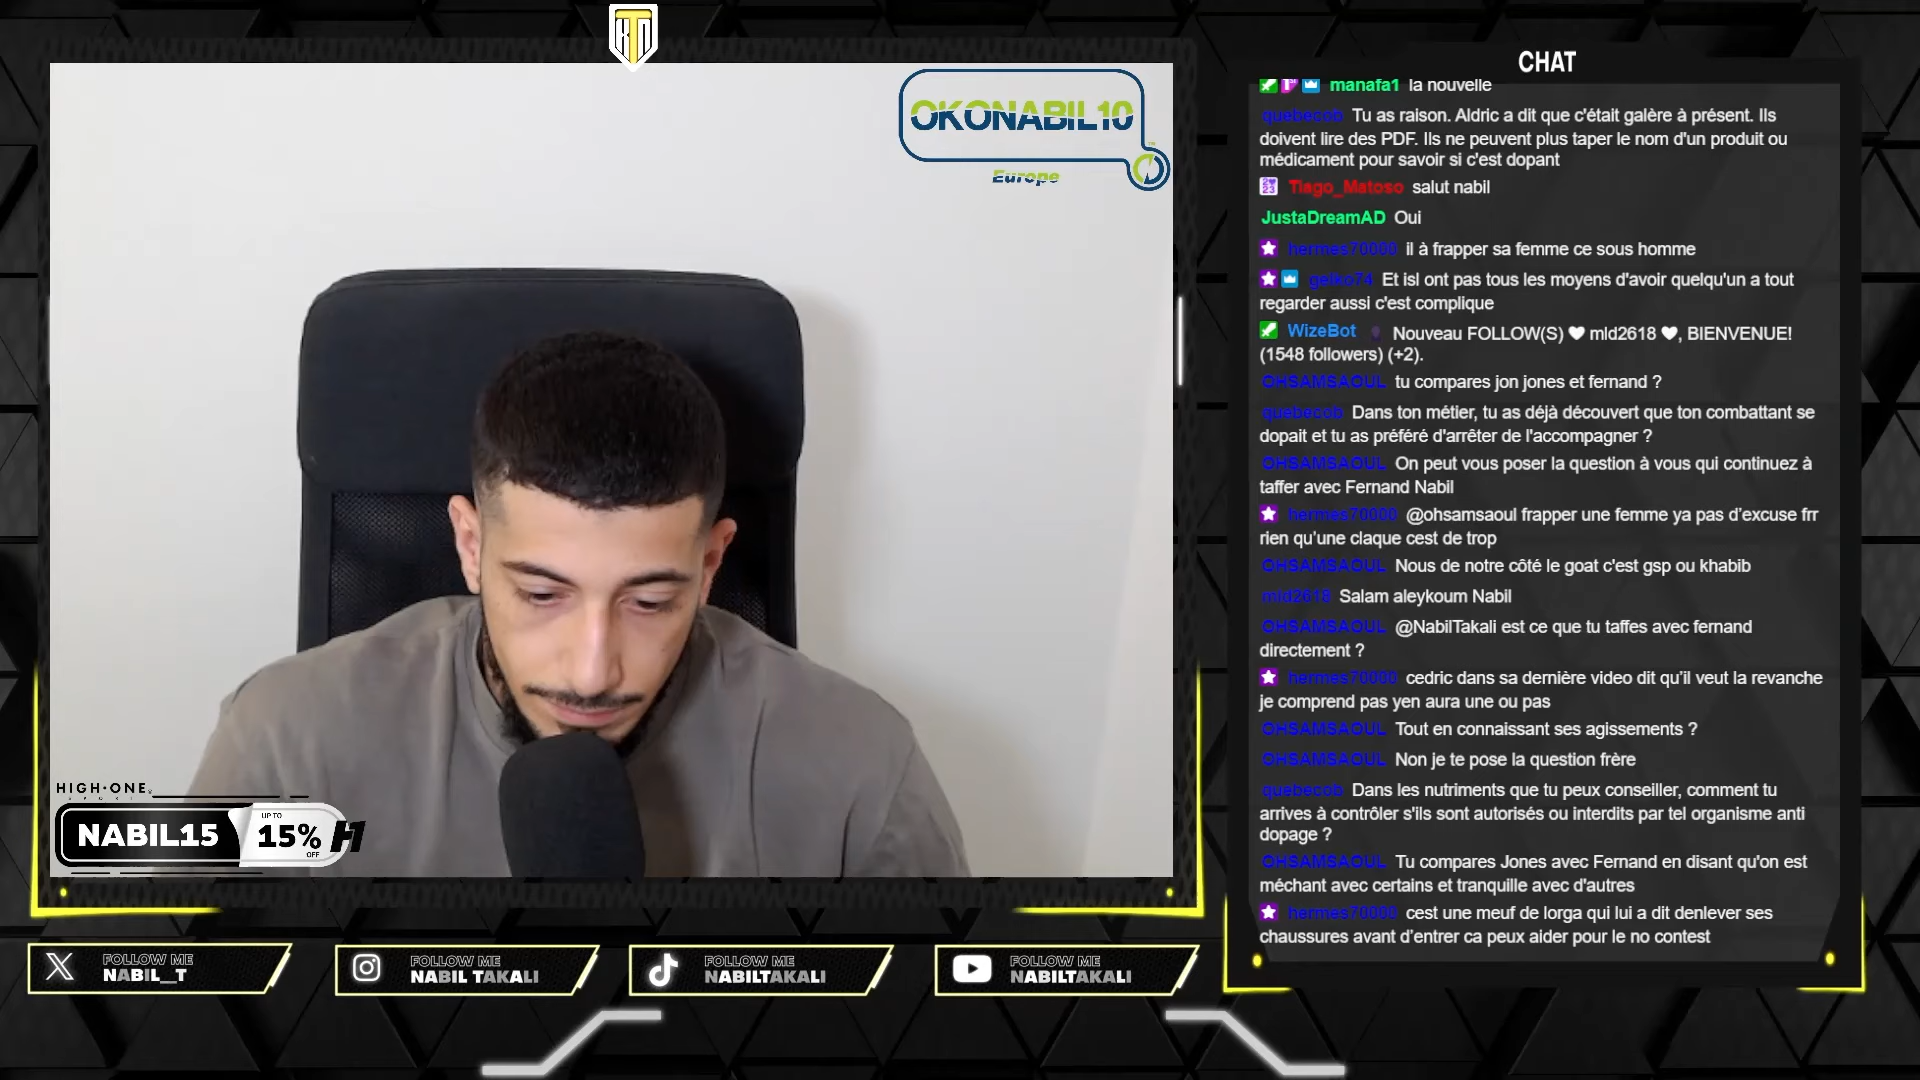 OKONABIL10
Europe
HIGH·ONE
SPORT
NABIL15
UP TO
15%
OFF
H1
FOLLOW ME
NABIL__T
FOLLOW ME
NABIL TAKALI
FOLLOW ME
NABILTAKALI
FOLLOW ME
NABILTAKALI
CHAT
manafa1 la nouvelle
quebecob Tu as raison. Aldric a dit que c'était galère à présent. Ils
doivent lire des PDF. Ils ne peuvent plus taper le nom d'un produit ou
médicament pour savoir si c'est dopant
Tiago_Matoso salut nabil
JustaDreamAD Oui
hermes70000 il à frapper sa femme ce sous homme
gelko74 Et isl ont pas tous les moyens d'avoir quelqu'un a tout
regarder aussi c'est complique
WizeBot Nouveau FOLLOW(S) ♥ mld2618 ♥, BIENVENUE!
(1548 followers) (+2).
OHSAMSAOUL tu compares jon jones et fernand ?
quebecob Dans ton métier, tu as déjà découvert que ton combattant se
dopait et tu as préféré d'arrêter de l'accompagner ?
OHSAMSAOUL On peut vous poser la question à vous qui continuez à
taffer avec Fernand Nabil
hermes70000 @ohsamsaoul frapper une femme ya pas d’excuse frr
rien qu’une claque cest de trop
OHSAMSAOUL Nous de notre côté le goat c'est gsp ou khabib
mld2618 Salam aleykoum Nabil
OHSAMSAOUL @NabilTakali est ce que tu taffes avec fernand
directement ?
hermes70000 cedric dans sa dernière video dit qu’il veut la revanche
je comprend pas yen aura une ou pas
OHSAMSAOUL Tout en connaissant ses agissements ?
OHSAMSAOUL Non je te pose la question frère
quebecob Dans les nutriments que tu peux conseiller, comment tu
arrives à contrôler s'ils sont autorisés ou interdits par tel organisme anti
dopage ?
OHSAMSAOUL Tu compares Jones avec Fernand en disant qu'on est
méchant avec certains et tranquille avec d'autres
hermes70000 cest une meuf de lorga qui lui a dit denlever ses
chaussures avant d’entrer ca peux aider pour le no contest